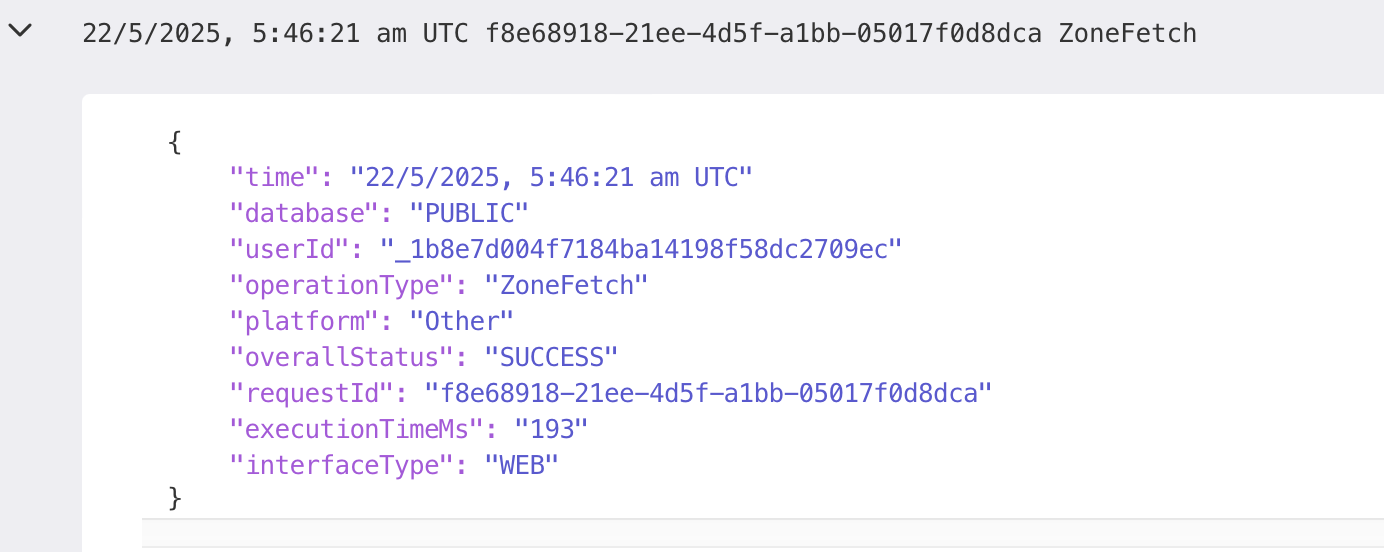 22/5/2025, 5:46:21 am UTC f8e68918-21ee-4d5f-a1bb-05017f0d8dca ZoneFetch
{
"time": "22/5/2025, 5:46:21 am UTC"
"database": "PUBLIC"
"userId": "_1b8e7d004f7184ba14198f58dc2709ec"
"operationType": "ZoneFetch"
"platform": "Other"
"overallStatus": "SUCCESS"
"requestId": "f8e68918-21ee-4d5f-a1bb-05017f0d8dca"
"executionTimeMs": "193"
"interfaceType": "WEB"
}